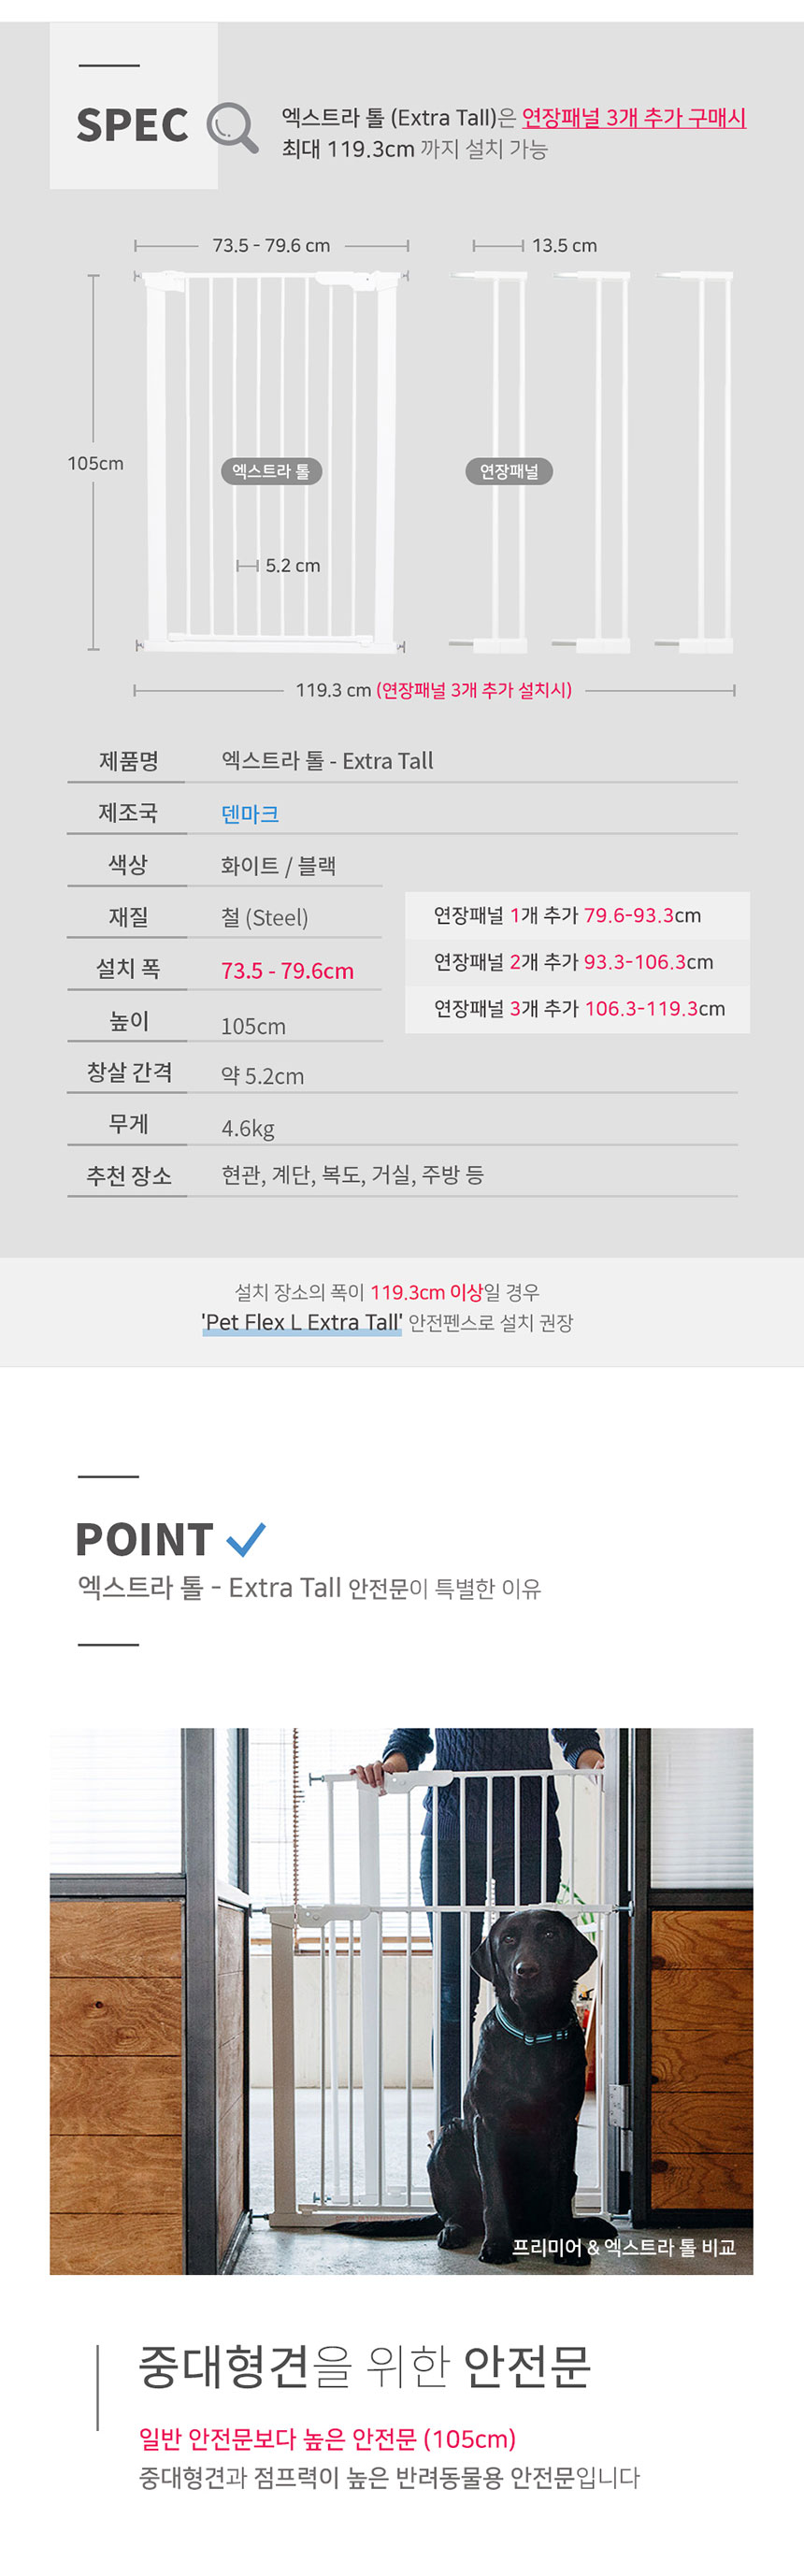 SPEC
엑스트라 톨 (Extra Tall)은 연장패널 3개 추가 구매시
최대 119.3cm 까지 설치 가능
73.5 - 79.6 cm
13.5 cm
105cm
엑스트라 톨
연장패널
5.2 cm
119.3 cm (연장패널 3개 추가 설치시)
제품명 엑스트라 톨 - Extra Tall
제조국 덴마크
색상 화이트 / 블랙
재질 철 (Steel)
설치 폭 73.5 - 79.6cm
높이 105cm
연장패널 1개 추가 79.6-93.3cm
연장패널 2개 추가 93.3-106.3cm
연장패널 3개 추가 106.3-119.3cm
창살 간격 약 5.2cm
무게 4.6kg
추천 장소 현관, 계단, 복도, 거실, 주방 등
설치 장소의 폭이 119.3cm 이상일 경우
'Pet Flex L Extra Tall' 안전펜스로 설치 권장
POINT
엑스트라 톨 - Extra Tall 안전문이 특별한 이유
프리미어 & 엑스트라 톨 비교
중대형견을 위한 안전문
일반 안전문보다 높은 안전문 (105cm)
중대형견과 점프력이 높은 반려동물용 안전문입니다